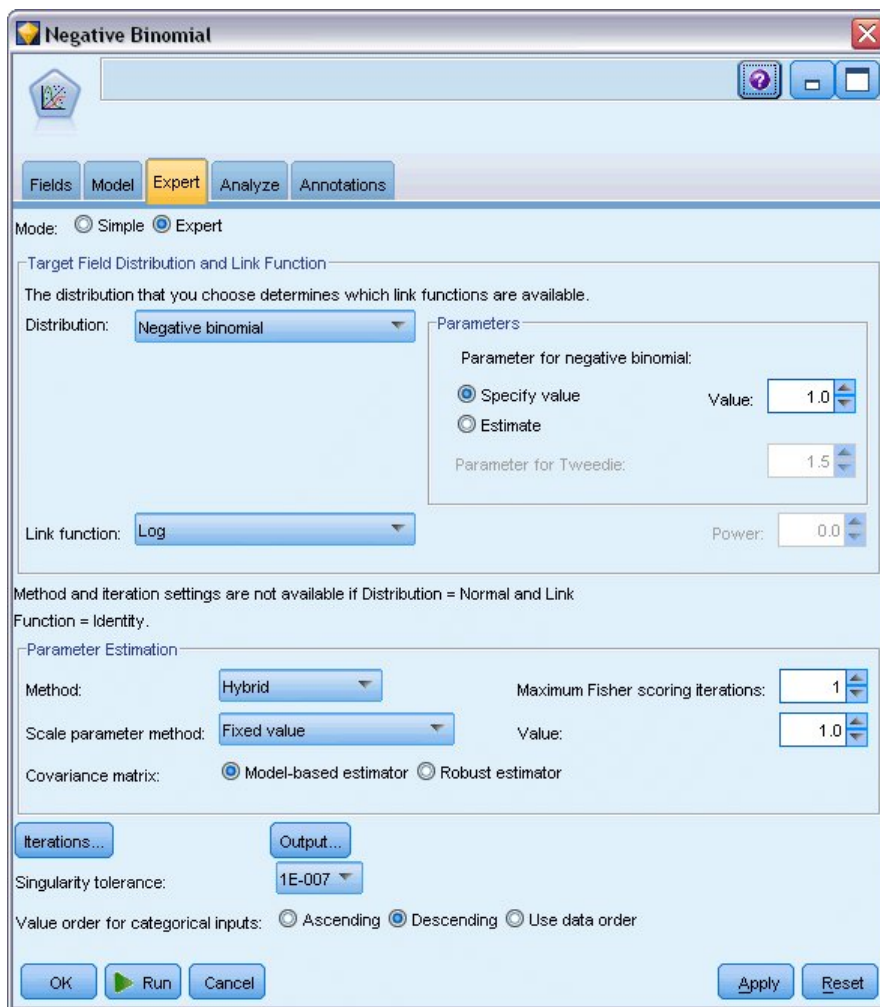 Negative Binomial
Fields Model Expert Analyze Annotations
Mode: Simple Expert
Target Field Distribution and Link Function
The distribution that you choose determines which link functions are available.
Distribution: Negative binomial
Parameters
Parameter for negative binomial:
Specify value Value: 1.0
Estimate
Parameter for Tweedie: 1.5
Link function: Log Power: 0.0
Method and iteration settings are not available if Distribution = Normal and Link
Function = Identity.
Parameter Estimation
Method: Hybrid Maximum Fisher scoring iterations: 1
Scale parameter method: Fixed value Value: 1.0
Covariance matrix: Model-based estimator Robust estimator
Iterations... Output...
Singularity tolerance: 1E-007
Value order for categorical inputs: Ascending Descending Use data order
OK Run Cancel Apply Reset